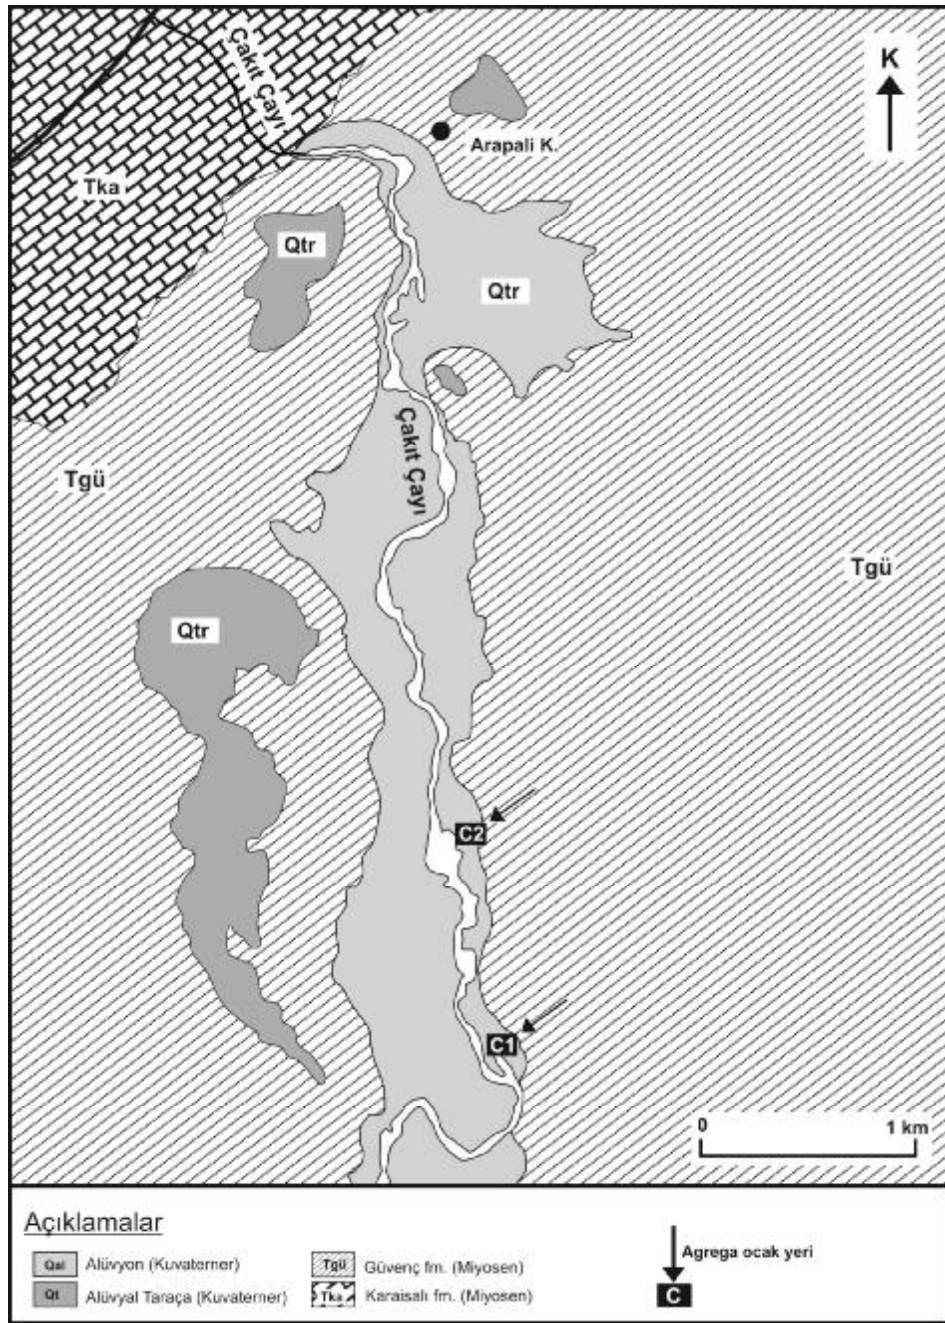 Çakıt Çayı
K
Arapali K.
Tka
Qtr
Qtr
Çakıt Çayı
Tgü
Tgü
Qtr
C2
C1
0 1 km
Açıklamalar
Qal Alüvyon (Kuvaterner)
Qt Alüvyal Taraça (Kuvaterner)
Tgü Güvenç fm. (Miyosen)
Tka Karaisalı fm. (Miyosen)
Agrega ocak yeri
C